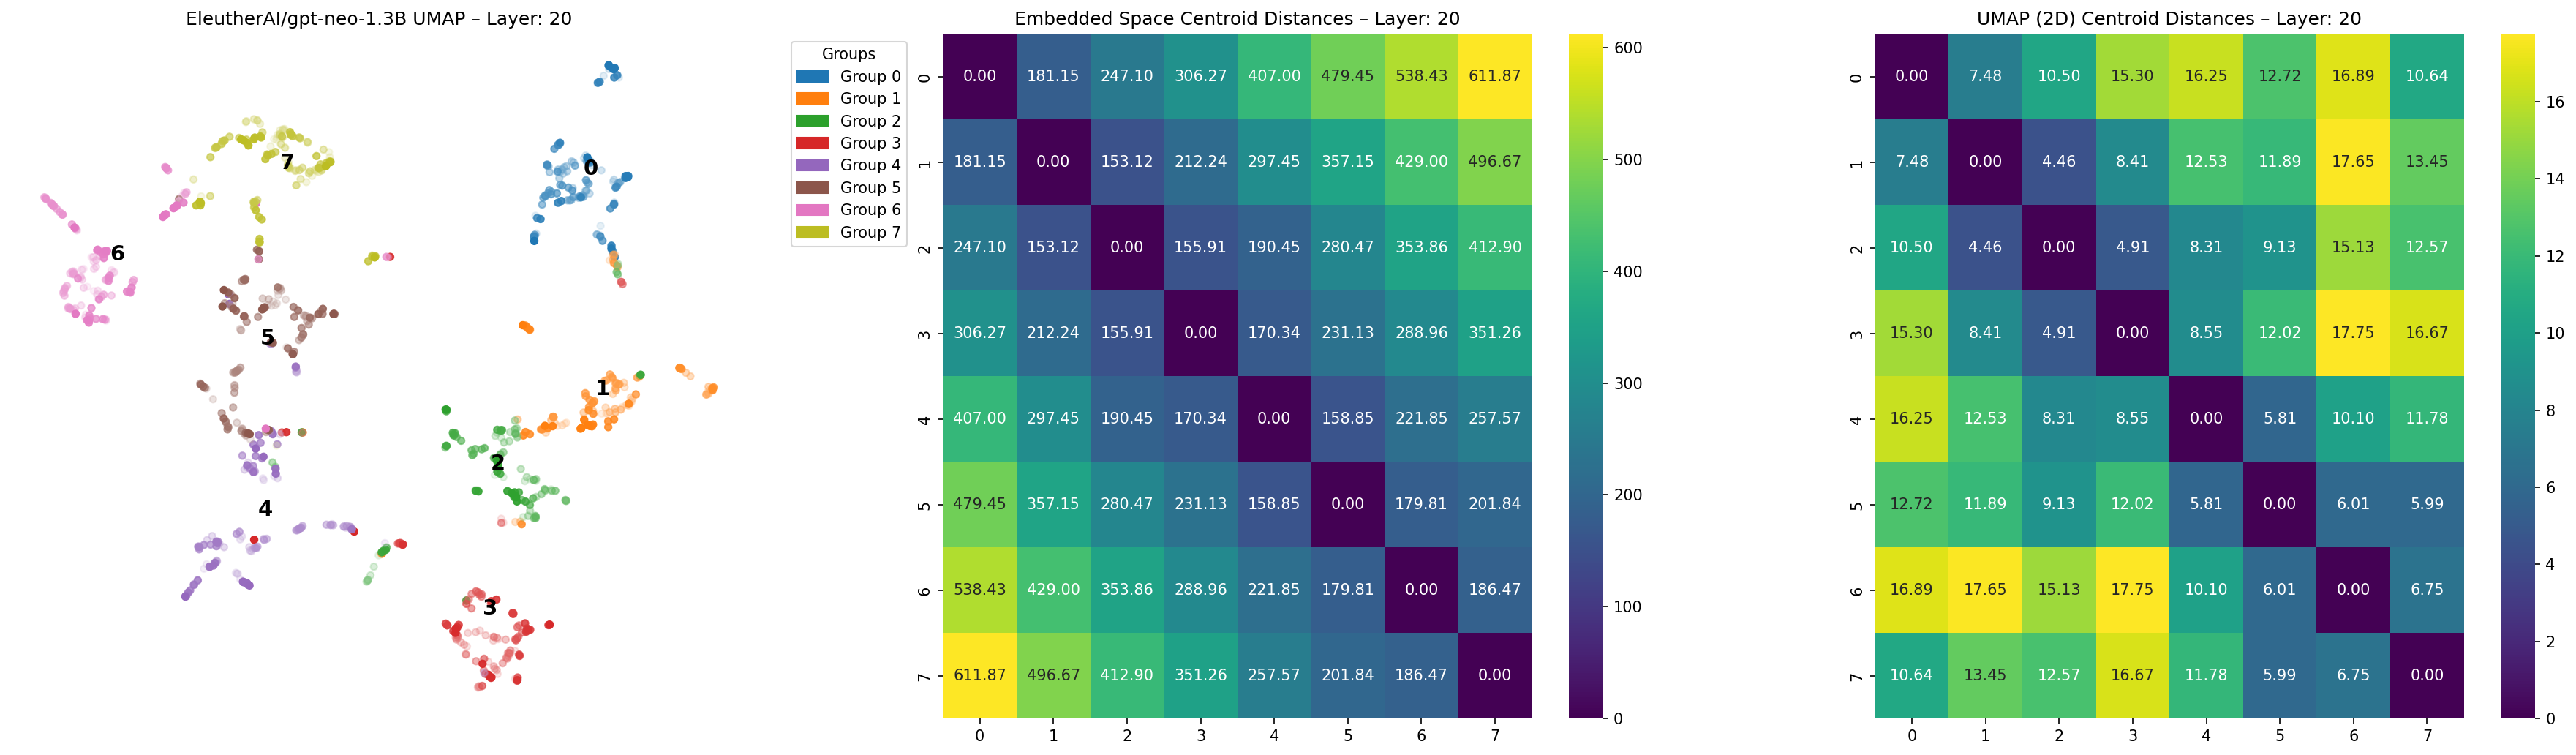 EleutherAI/gpt-neo-1.3B UMAP – Layer: 20
7
0
6
5
1
2
4
3
Groups
Group 0
Group 1
Group 2
Group 3
Group 4
Group 5
Group 6
Group 7
Embedded Space Centroid Distances – Layer: 20
0 0.00 181.15 247.10 306.27 407.00 479.45 538.43 611.87
1 181.15 0.00 153.12 212.24 297.45 357.15 429.00 496.67
2 247.10 153.12 0.00 155.91 190.45 280.47 353.86 412.90
3 306.27 212.24 155.91 0.00 170.34 231.13 288.96 351.26
4 407.00 297.45 190.45 170.34 0.00 158.85 221.85 257.57
5 479.45 357.15 280.47 231.13 158.85 0.00 179.81 201.84
6 538.43 429.00 353.86 288.96 221.85 179.81 0.00 186.47
7 611.87 496.67 412.90 351.26 257.57 201.84 186.47 0.00
0 1 2 3 4 5 6 7
600
500
400
300
200
100
0
UMAP (2D) Centroid Distances – Layer: 20
0 0.00 7.48 10.50 15.30 16.25 12.72 16.89 10.64
1 7.48 0.00 4.46 8.41 12.53 11.89 17.65 13.45
2 10.50 4.46 0.00 4.91 8.31 9.13 15.13 12.57
3 15.30 8.41 4.91 0.00 8.55 12.02 17.75 16.67
4 16.25 12.53 8.31 8.55 0.00 5.81 10.10 11.78
5 12.72 11.89 9.13 12.02 5.81 0.00 6.01 5.99
6 16.89 17.65 15.13 17.75 10.10 6.01 0.00 6.75
7 10.64 13.45 12.57 16.67 11.78 5.99 6.75 0.00
0 1 2 3 4 5 6 7
16
14
12
10
8
6
4
2
0